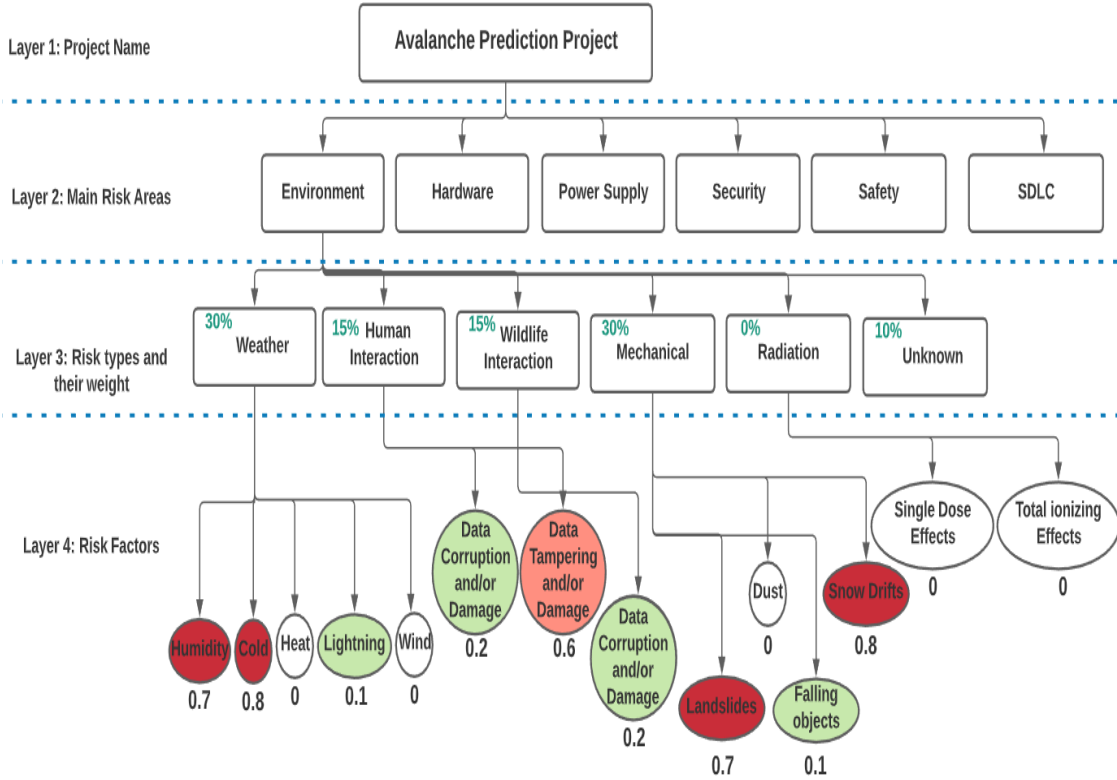 Layer 1: Project Name
Avalanche Prediction Project
Layer 2: Main Risk Areas
Environment
Hardware
Power Supply
Security
Safety
SDLC
Layer 3: Risk types and
their weight
30%
Weather
15%
Human
Interaction
15%
Wildlife
Interaction
30%
Mechanical
0%
Radiation
10%
Unknown
Layer 4: Risk Factors
Humidity
0.7
Cold
0.8
Heat
0
Lightning
0.1
Wind
0
Data
Corruption
and/or
Damage
0.2
Data
Tampering
and/or
Damage
0.6
Data
Corruption
and/or
Damage
0.2
Landslides
0.7
Dust
0
Falling
objects
0.1
Snow Drifts
0.8
Single Dose
Effects
0
Total ionizing
Effects
0